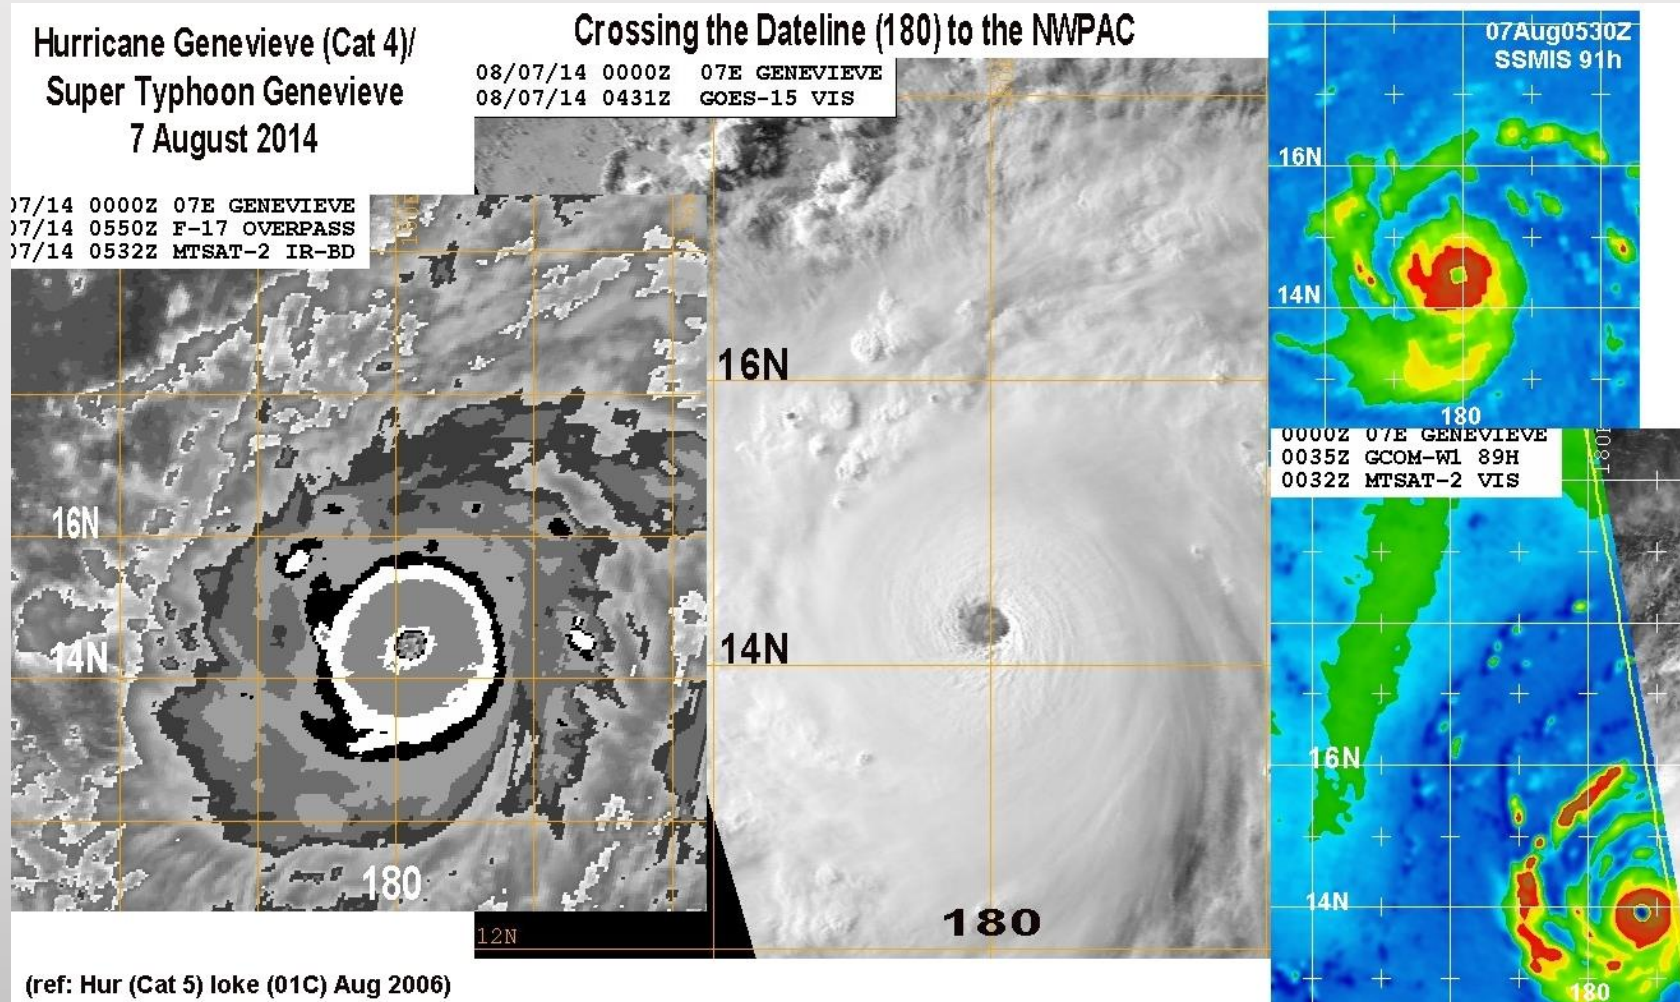 Hurricane Genevieve (Cat 4)/
Super Typhoon Genevieve
7 August 2014
Crossing the Dateline (180) to the NWPAC
08/07/14 0000Z 07E GENEVIEVE
08/07/14 0431Z GOES-15 VIS
07Aug0530Z
SSMIS 91h
16N
14N
180
07/14 0000Z 07E GENEVIEVE
07/14 0550Z F-17 OVERPASS
07/14 0532Z MTSAT-2 IR-BD
16N
14N
180
16N
14N
180
12N
0000Z 07E GENEVIEVE
0035Z GCOM-W1 89H
0032Z MTSAT-2 VIS
16N
14N
180
(ref: Hur (Cat 5) Ioke (01C) Aug 2006)